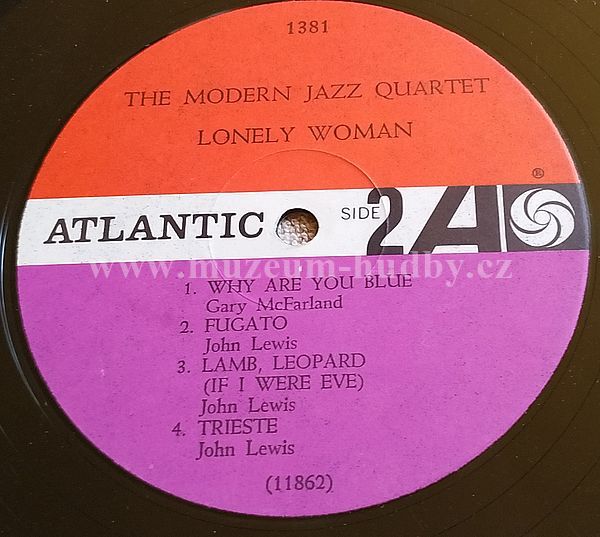 1381
THE MODERN JAZZ QUARTET
LONELY WOMAN
®
ATLANTIC SIDE 2 A
www.muzeum-hudby.cz
1. WHY ARE YOU BLUE
Gary McFarland
2. FUGATO
John Lewis
3. LAMB, LEOPARD
(IF I WERE EVE)
John Lewis
4. TRIESTE
John Lewis
(11862)